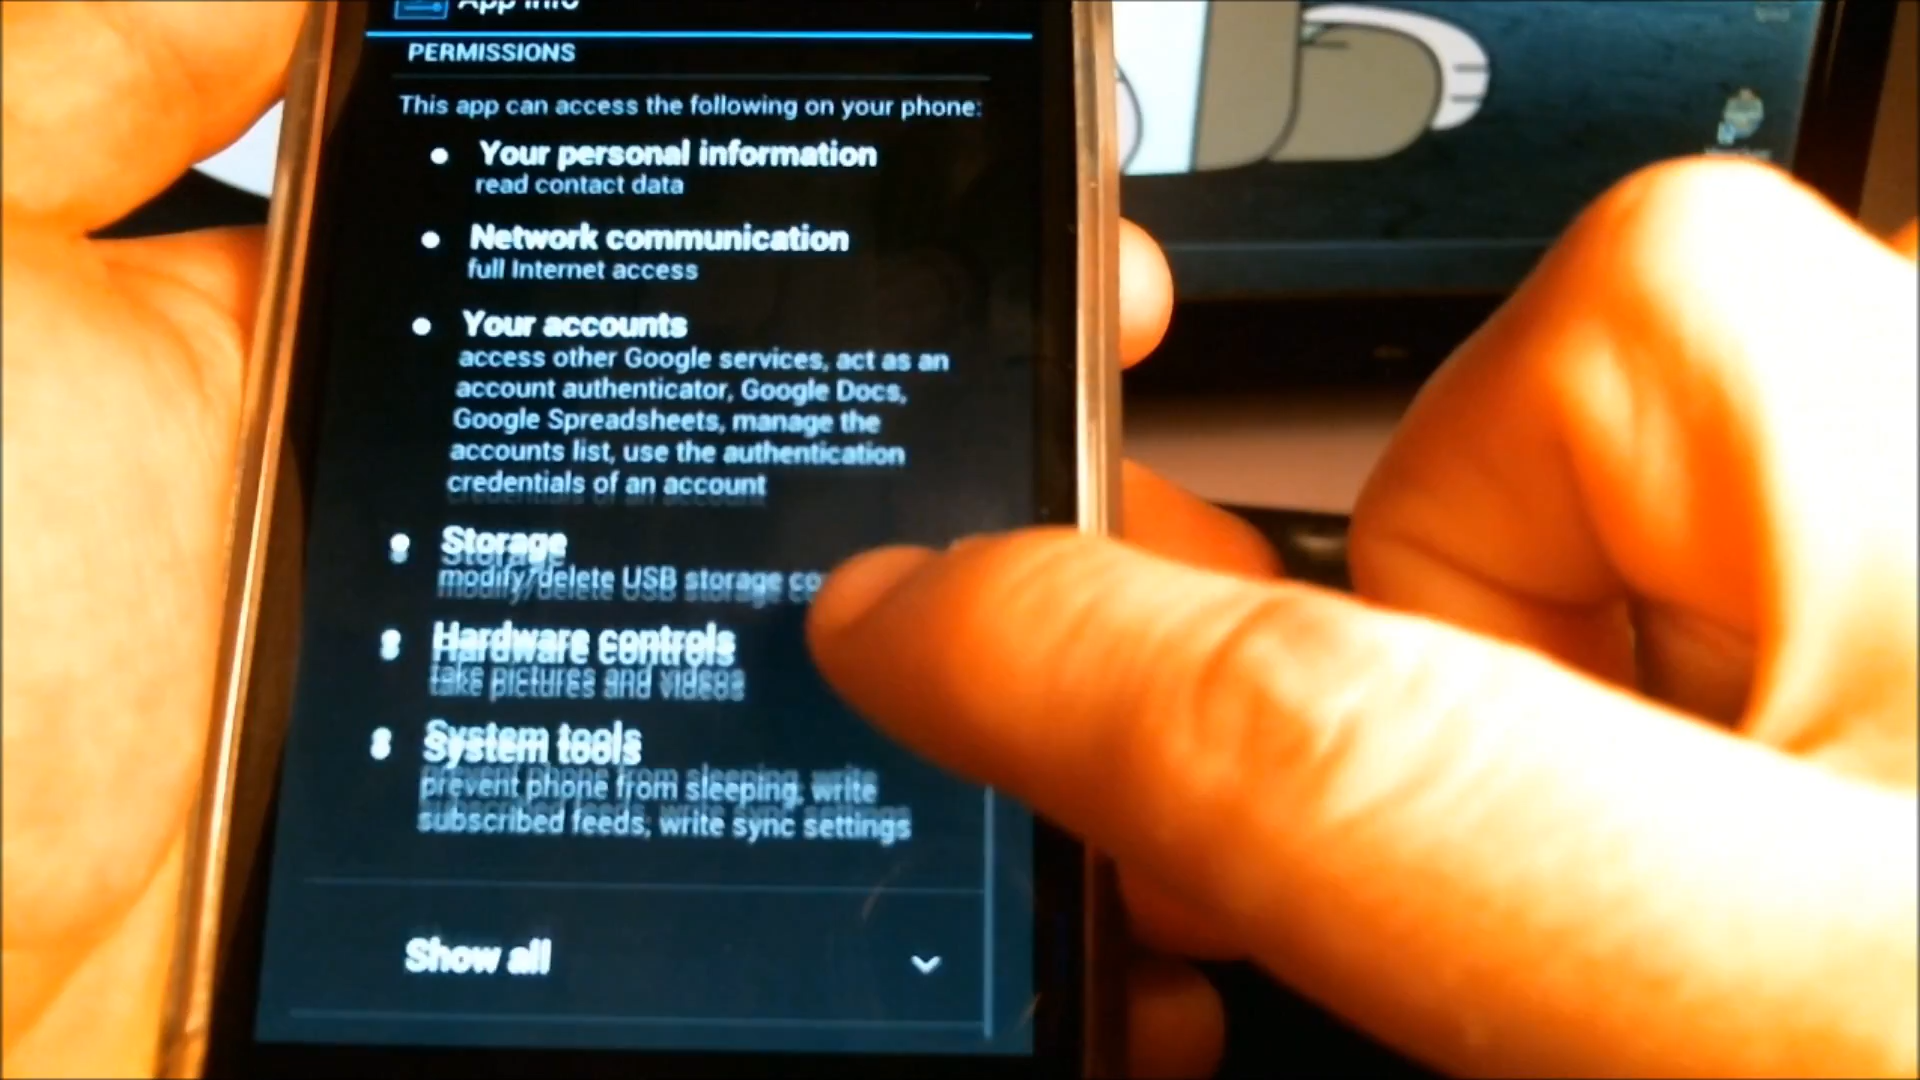 App info
PERMISSIONS
This app can access the following on your phone:
Your personal information
read contact data
Network communication
full Internet access
Your accounts
access other Google services, act as an
account authenticator, Google Docs,
Google Spreadsheets, manage the
accounts list, use the authentication
credentials of an account
Storage
modify/delete USB storage co
Hardware controls
take pictures and videos
System tools
prevent phone from sleeping, write
subscribed feeds, write sync settings
Show all